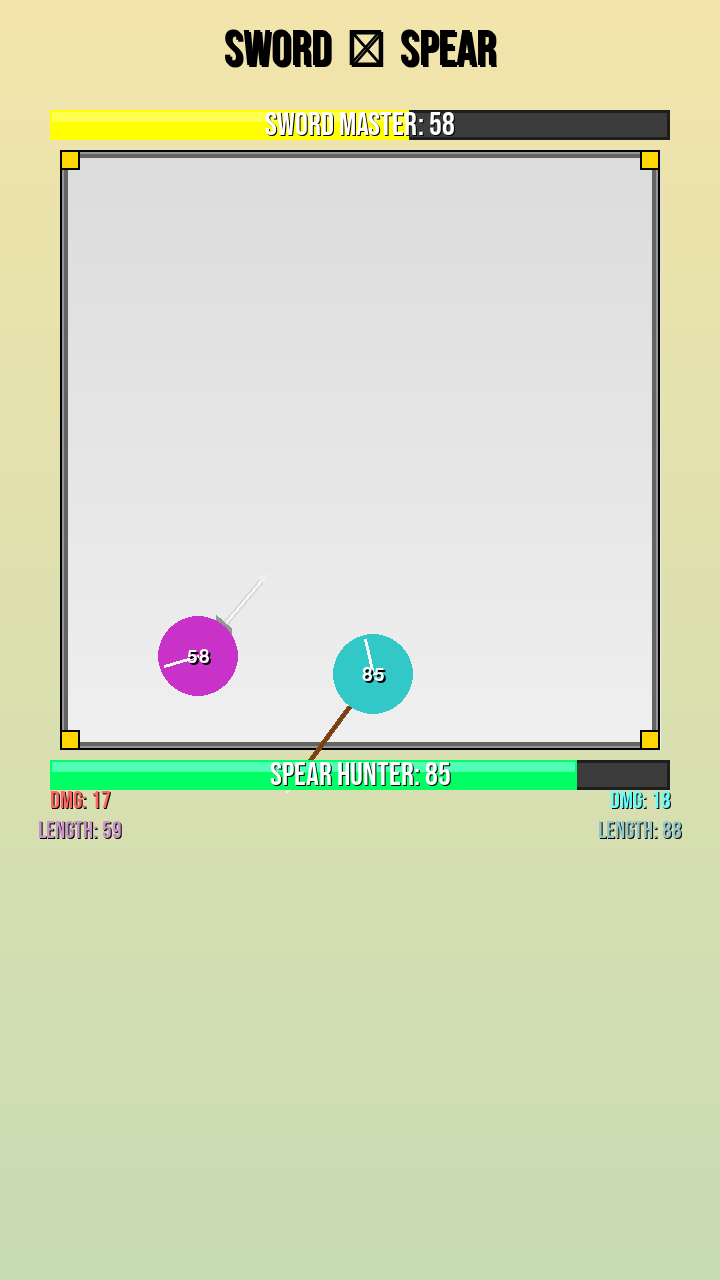 SWORD ☒ SPEAR
SWORD MASTER: 58
58
85
SPEAR HUNTER: 85
DMG: 17
DMG: 18
LENGTH: 59
LENGTH: 88